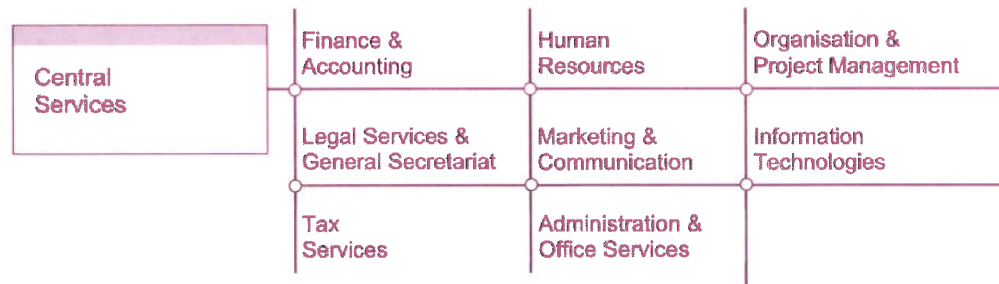 Central
Services
Finance &
Accounting
Human
Resources
Organisation &
Project Management
Legal Services &
General Secretariat
Marketing &
Communication
Information
Technologies
Tax
Services
Administration &
Office Services